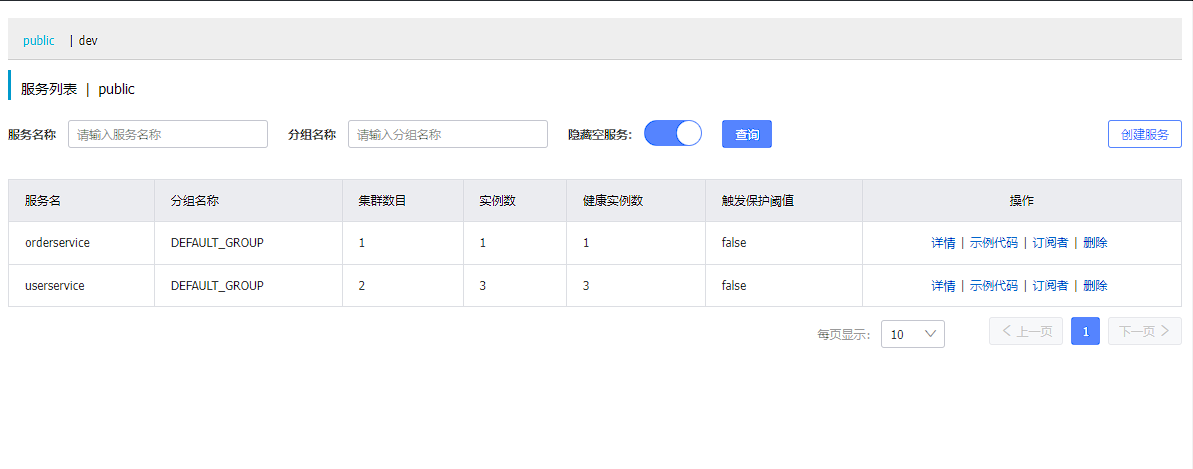 public | dev
服务列表 | public
服务名称 请输入服务名称 分组名称 请输入分组名称 隐藏空服务: 查询 创建服务
服务名 分组名称 集群数目 实例数 健康实例数 触发保护阈值 操作
orderservice DEFAULT_GROUP 1 1 1 false 详情 | 示例代码 | 订阅者 | 删除
userservice DEFAULT_GROUP 2 3 3 false 详情 | 示例代码 | 订阅者 | 删除
每页显示: 10 上一页 1 下一页